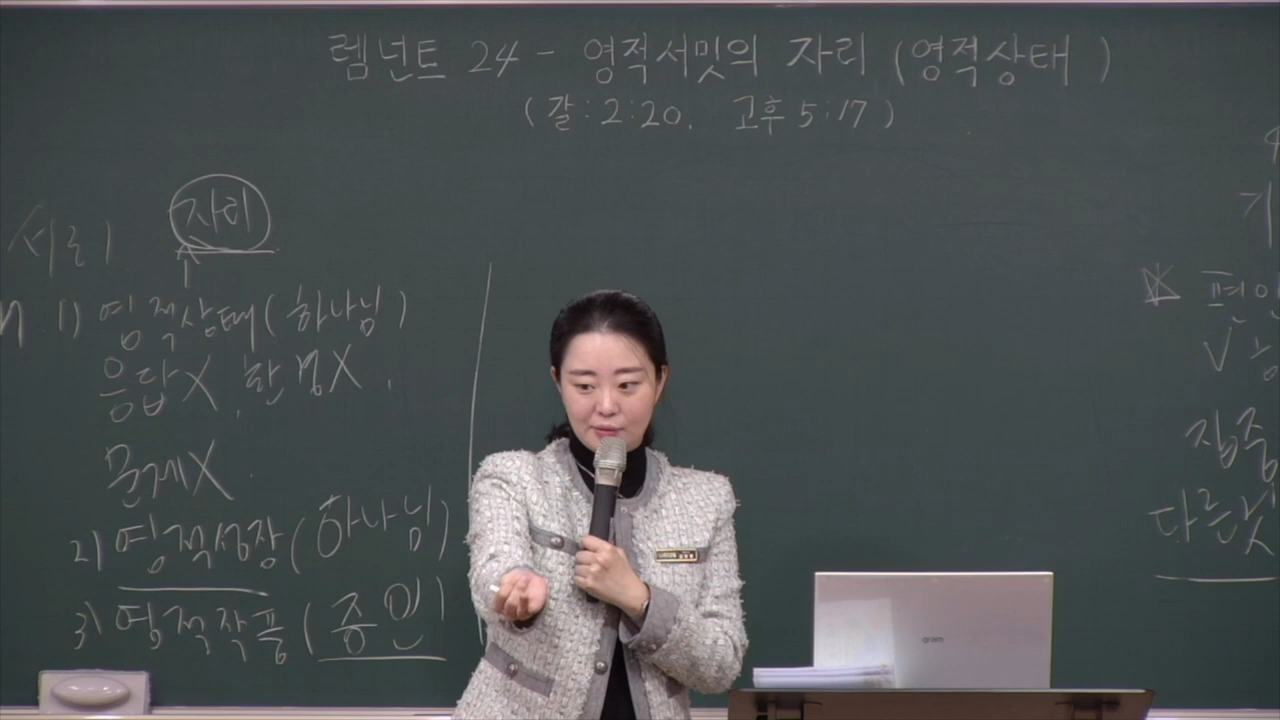 렘넌트 24 - 영적서밋의 자리 (영적상태)
(갈:2:20. 고후 5:17)
자리
1) 영적상태 (하나님)
응답X, 환경X.
문제X.
2) 영적성장 (하나님)
3) 영적작품 (증인)
기
편안
집중
다른것
gram